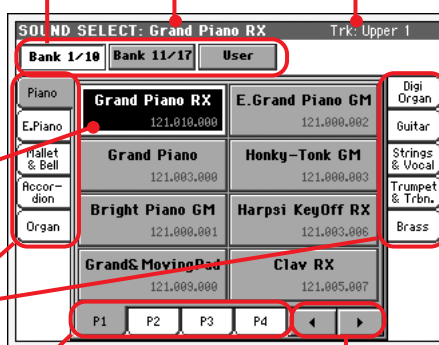 SOUND SELECT: Grand Piano RX Trk: Upper 1
Bank 1/10 Bank 11/17 User
Piano
E.Piano
Mallet
& Bell
Accor-
dion
Organ
Grand Piano RX
121.010.000
E.Grand Piano GM
121.000.002
Grand Piano
121.003.000
Honky-Tonk GM
121.000.003
Bright Piano GM
121.000.001
Harpsi KeyOff RX
121.003.006
Grand&MovingPad
121.009.000
Clav RX
121.005.007
Digi
Organ
Guitar
Strings
& Vocal
Trumpet
& Trbn.
Brass
P1 P2 P3 P4